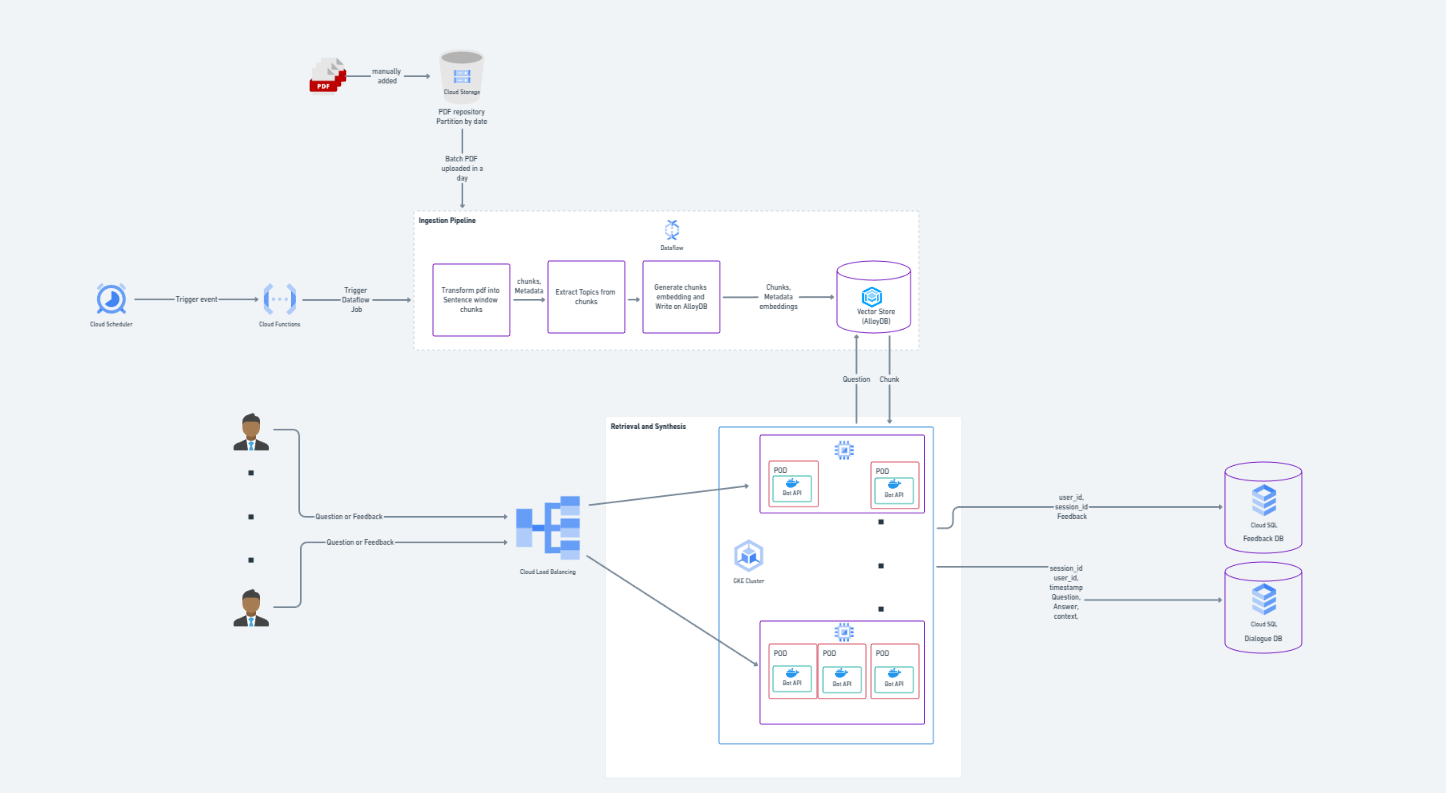 PDF
manually
added
Cloud Storage
PDF repository
Partition by date
Batch PDF
uploaded in a
day
Ingestion Pipeline
Dataflow
Cloud Scheduler
Trigger event
Cloud Functions
Trigger
Dataflow
Job
Transform pdf into
Sentence window
chunks
chunks,
Metadata
Extract Topics from
chunks
Generate chunks
embedding and
Write on AlloyDB
Chunks,
Metadata
embeddings
Vector Store
(AlloyDB)
Question
Chunk
Retrieval and Synthesis
POD
Bot API
POD
Bot API
Question or Feedback
Question or Feedback
Cloud Load Balancing
GKE Cluster
POD
Bot API
POD
Bot API
POD
Bot API
user_id,
session_id
Feedback
Cloud SQL
Feedback DB
session_id
user_id,
timestamp
Question,
Answer,
context,
Cloud SQL
Dialogue DB